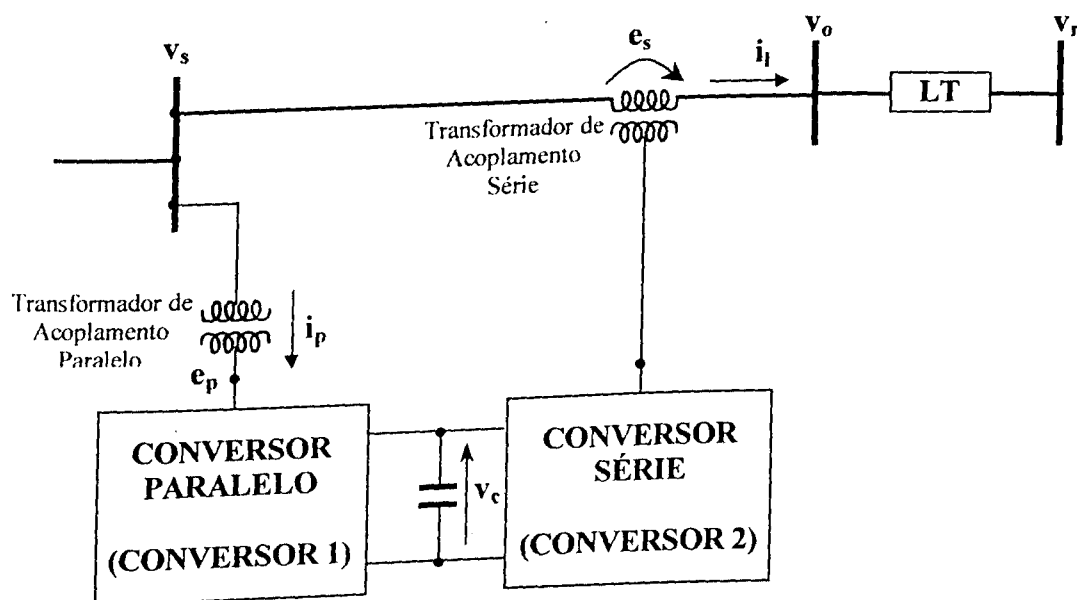 v_s
e_s
i_l
v_o
v_r
LT
Transformador de
Acoplamento
Série
Transformador de
Acoplamento
Paralelo
i_p
e_p
CONVERSOR
PARALELO
(CONVERSOR 1)
v_c
CONVERSOR
SÉRIE
(CONVERSOR 2)